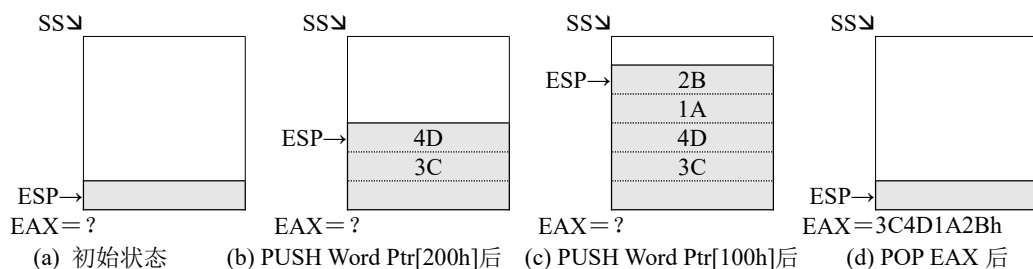 SS↘ SS↘ SS↘ SS↘
ESP→ 2B
1A
ESP→ 4D 4D
3C 3C
ESP→ ESP→
EAX＝？ EAX＝？ EAX＝？ EAX＝3C4D1A2Bh
(a) 初始状态 (b) PUSH Word Ptr[200h]后 (c) PUSH Word Ptr[100h]后 (d) POP EAX 后